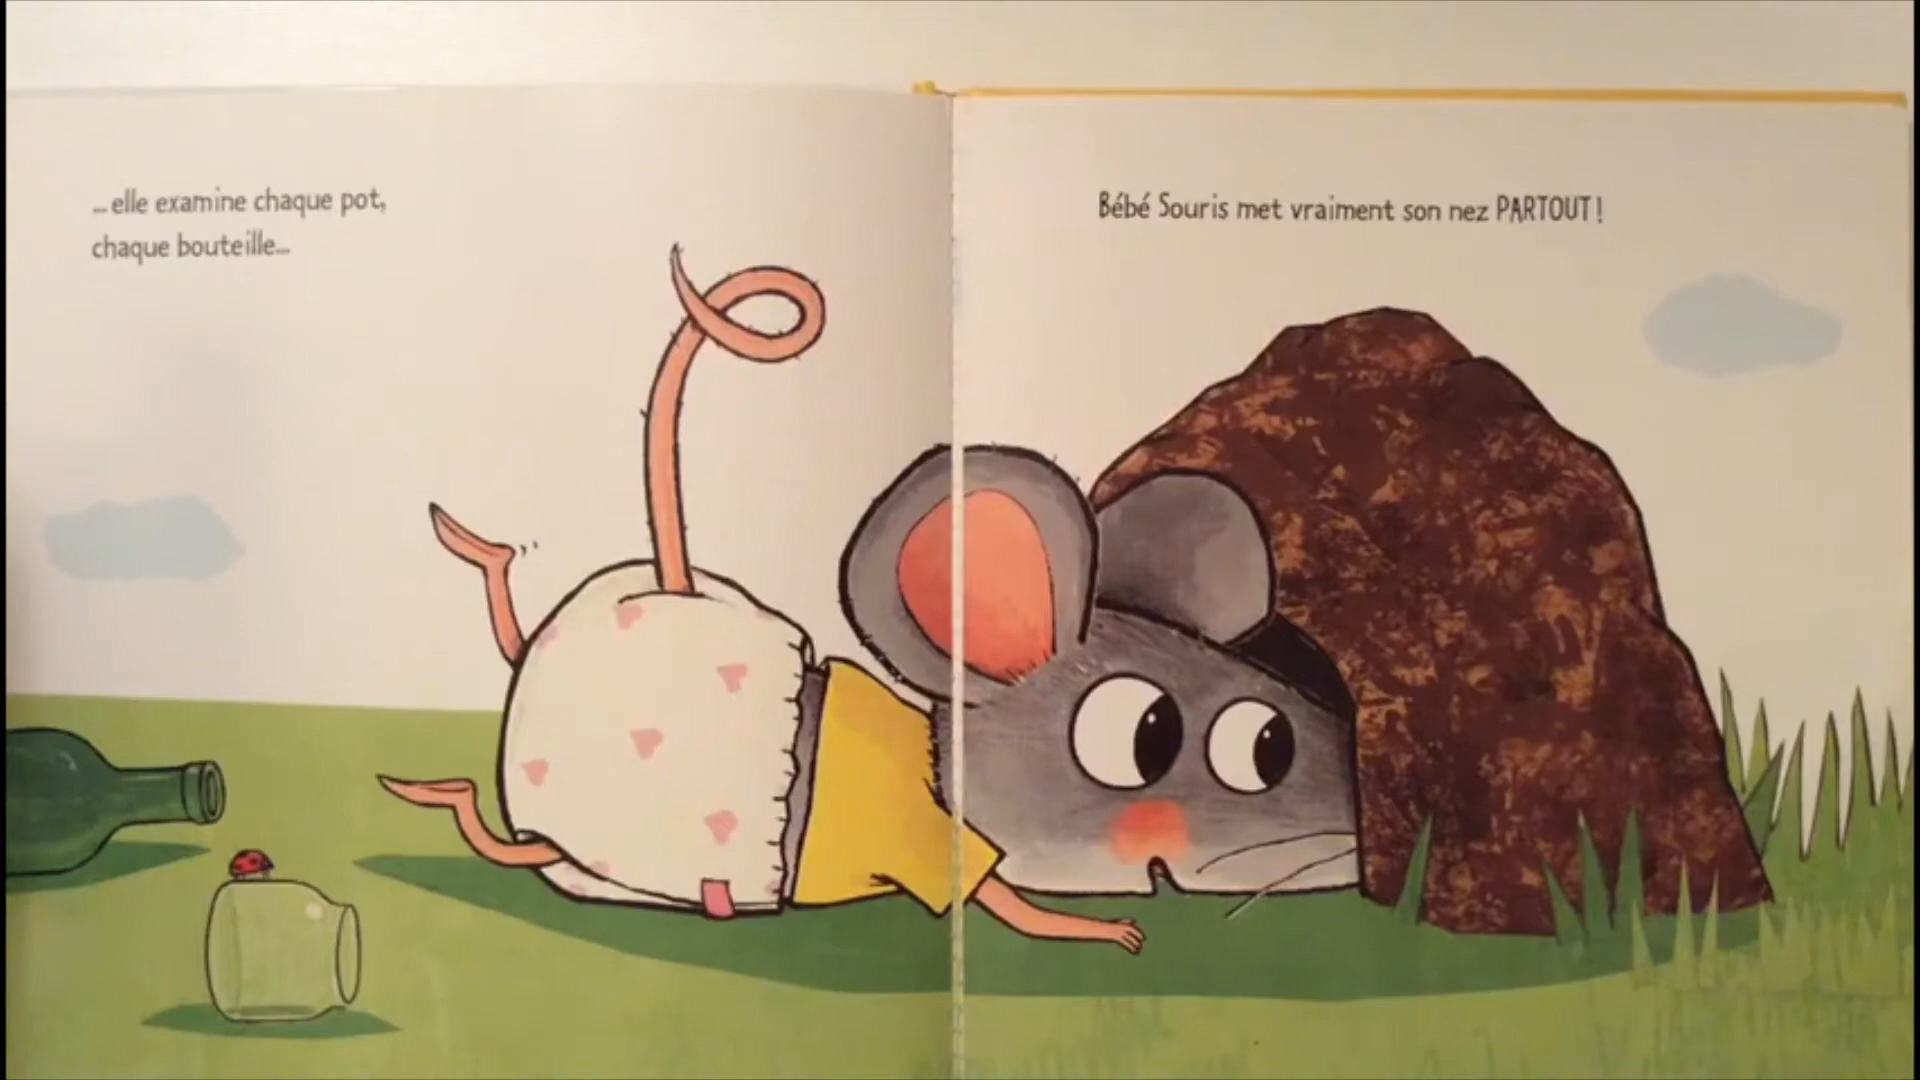 ...elle examine chaque pot,
chaque bouteille...
Bébé Souris met vraiment son nez PARTOUT !